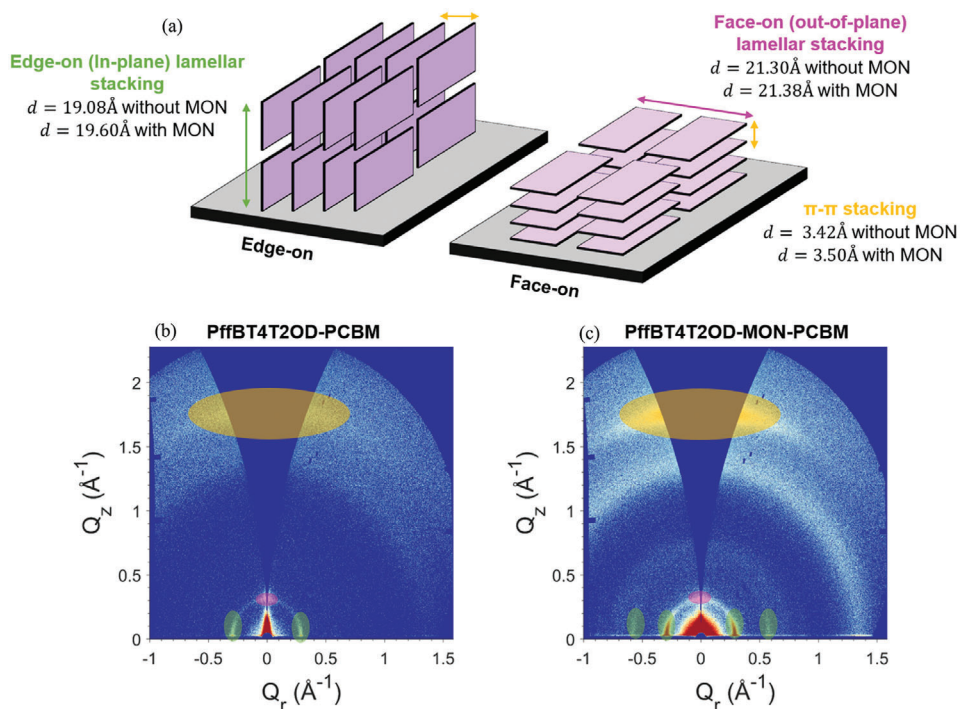 (a)
Edge-on (In-plane) lamellar
stacking
d = 19.08Å without MON
d = 19.60Å with MON
Edge-on
Face-on (out-of-plane)
lamellar stacking
d = 21.30Å without MON
d = 21.38Å with MON
π-π stacking
d = 3.42Å without MON
d = 3.50Å with MON
Face-on
(b) PffBT4T2OD-PCBM
Q_z (Å⁻¹)
2
1.5
1
0.5
0
-1 -0.5 0 0.5 1 1.5
Q_r (Å⁻¹)
(c) PffBT4T2OD-MON-PCBM
Q_z (Å⁻¹)
2
1.5
1
0.5
0
-1 -0.5 0 0.5 1 1.5
Q_r (Å⁻¹)